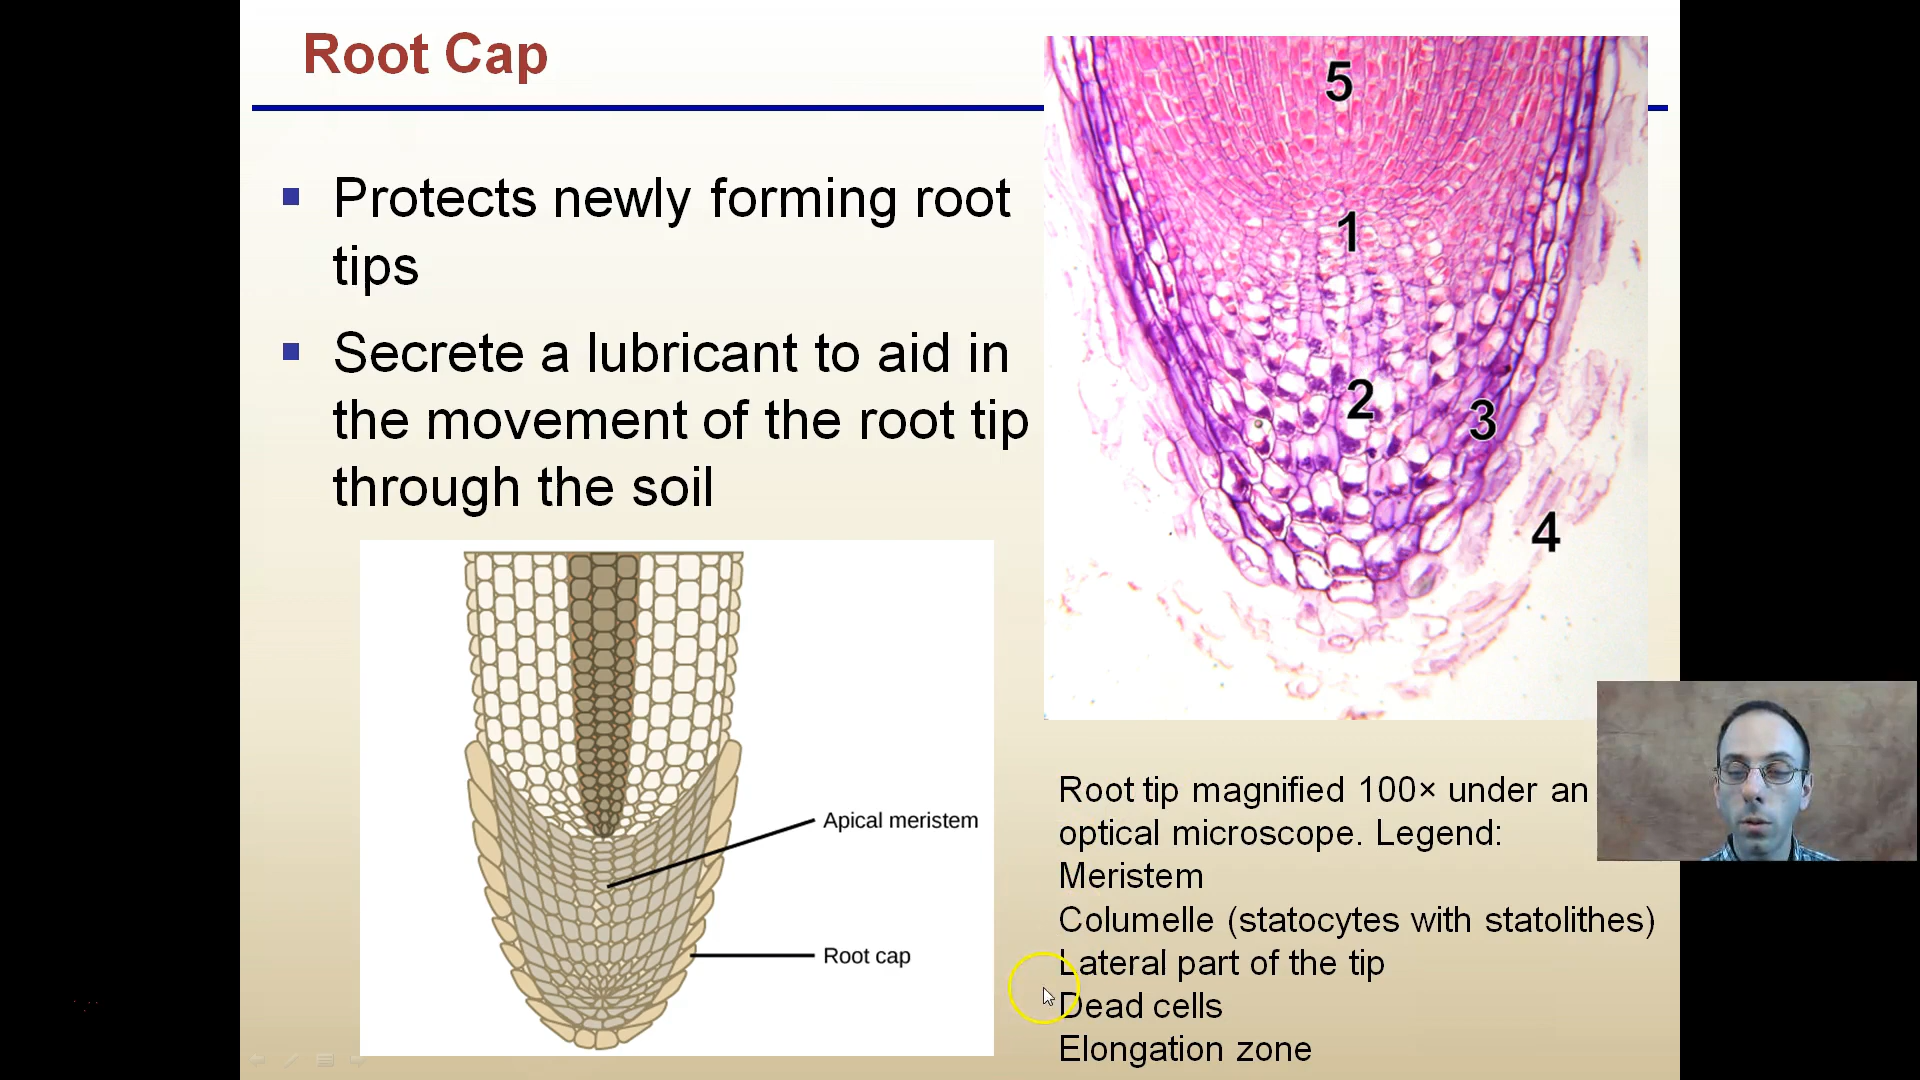 Root Cap
Protects newly forming root
tips
Secrete a lubricant to aid in
the movement of the root tip
through the soil
5
1
2
3
4
Apical meristem
Root cap
Root tip magnified 100× under an
optical microscope. Legend:
Meristem
Columelle (statocytes with statolithes)
Lateral part of the tip
Dead cells
Elongation zone